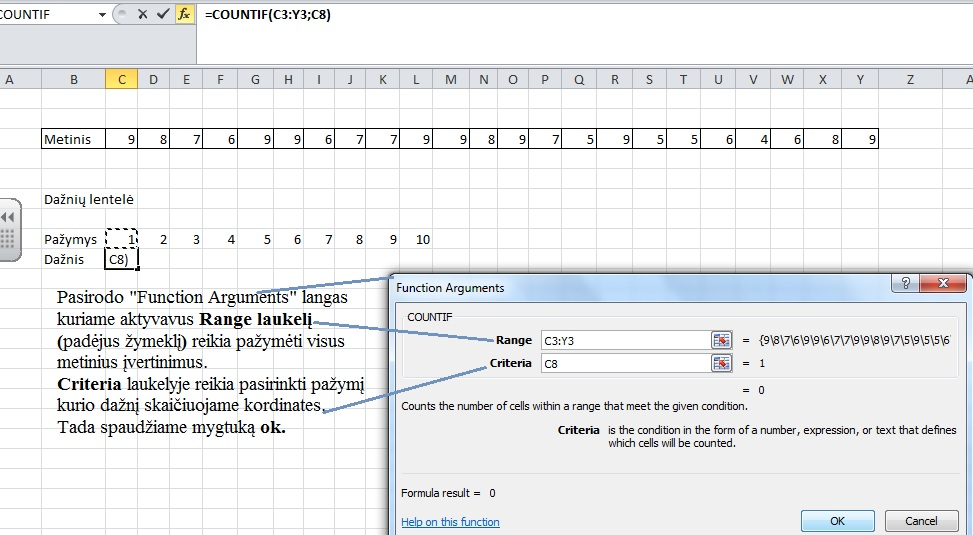 COUNTIF fx =COUNTIF(C3:Y3;C8)
A B C D E F G H I J K L M N O P Q R S T U V W X Y Z A
Metinis 9 8 7 6 9 9 6 7 7 9 9 8 9 7 5 9 5 5 6 4 6 8 9
Dažnių lentelė
Pažymys 1 2 3 4 5 6 7 8 9 10
Dažnis C8)
Pasirodo "Function Arguments" langas
kuriame aktyvavus Range laukelį
(padėjus žymeklį) reikia pažymėti visus
metinius įvertinimus.
Criteria laukelyje reikia pasirinkti pažymį
kurio dažnį skaičiuojame kordinates.
Tada spaudžiame mygtuką ok.
Function Arguments
COUNTIF
Range C3:Y3 = {9\8\7\6\9\9\6\7\7\9\9\8\9\7\5\9\5\5\6
Criteria C8 = 1
= 0
Counts the number of cells within a range that meet the given condition.
Criteria is the condition in the form of a number, expression, or text that defines
which cells will be counted.
Formula result = 0
Help on this function
OK Cancel